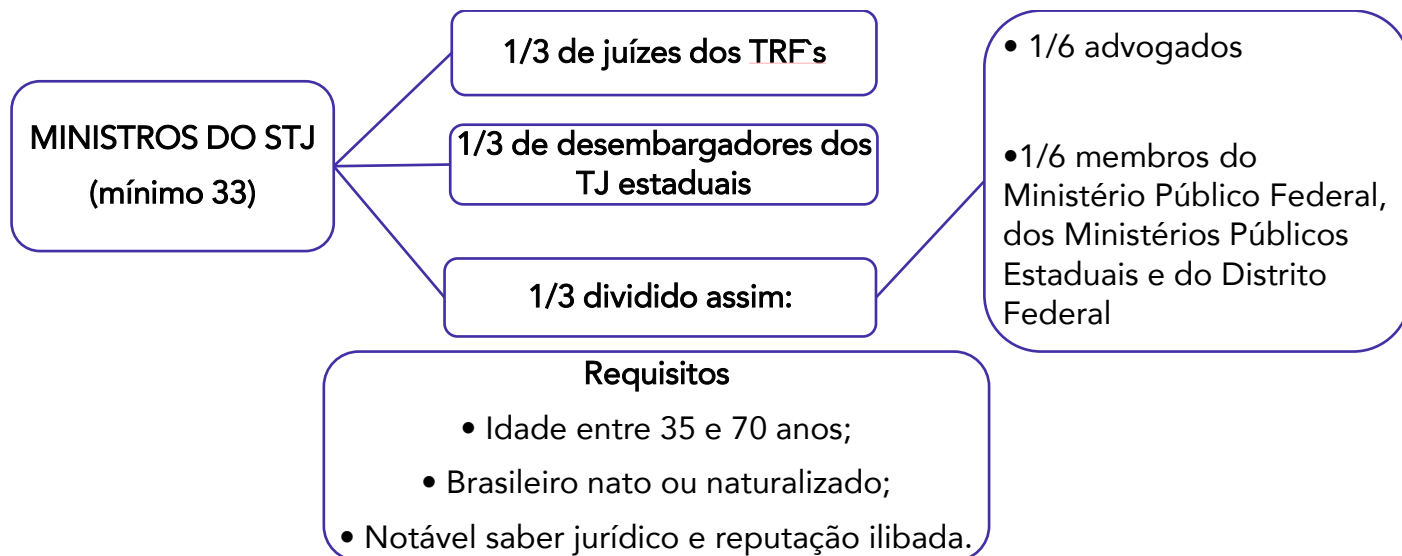 MINISTROS DO STJ
(mínimo 33)
1/3 de juízes dos TRF`s
1/3 de desembargadores dos
TJ estaduais
1/3 dividido assim:
• 1/6 advogados
•1/6 membros do
Ministério Público Federal,
dos Ministérios Públicos
Estaduais e do Distrito
Federal
Requisitos
• Idade entre 35 e 70 anos;
• Brasileiro nato ou naturalizado;
• Notável saber jurídico e reputação ilibada.